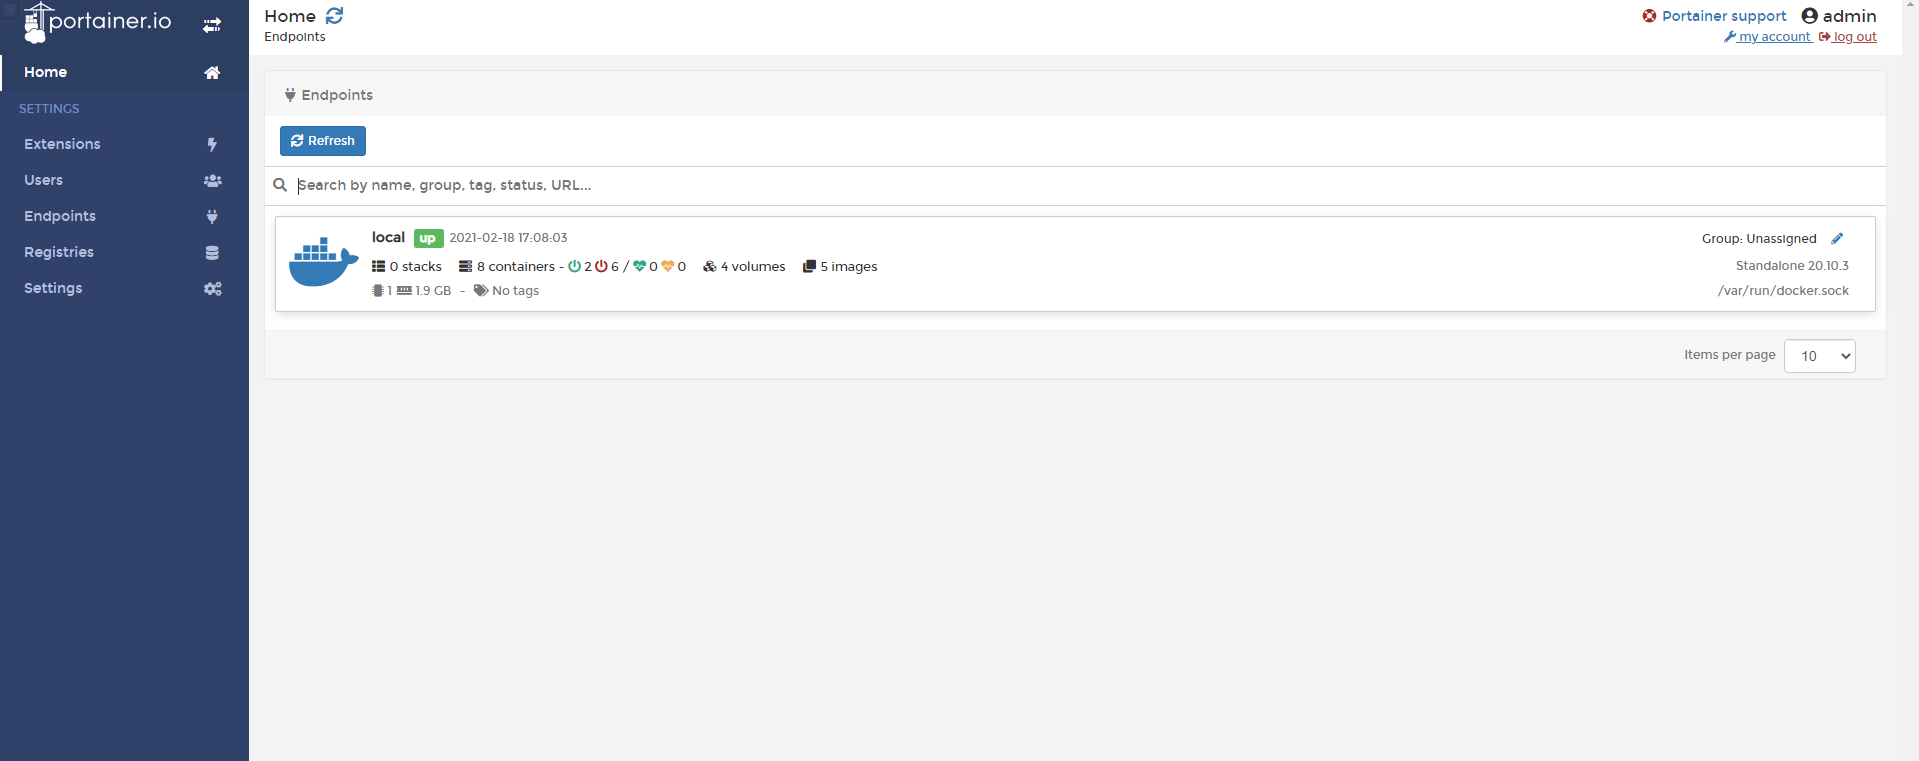 portainer.io
Home
SETTINGS
Extensions
Users
Endpoints
Registries
Settings
Home
Endpoints
Portainer support admin
my account log out
Endpoints
Refresh
Search by name, group, tag, status, URL...
local up 2021-02-18 17:08:03
0 stacks 8 containers - 2 6 / 0 0 4 volumes 5 images
1 1.9 GB - No tags
Group: Unassigned
Standalone 20.10.3
/var/run/docker.sock
Items per page 10